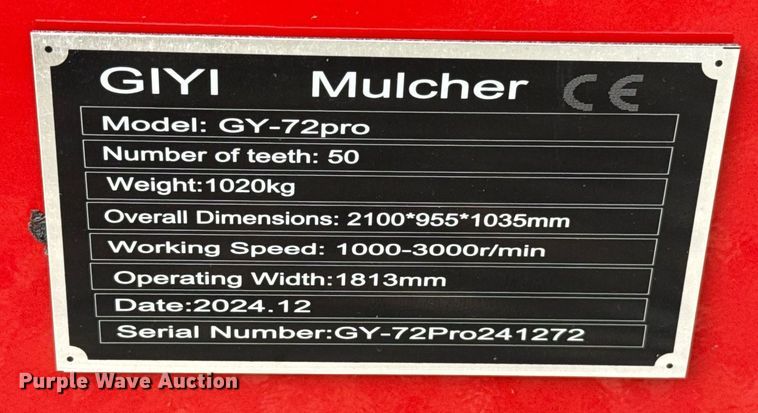 GIYI Mulcher CE
Model: GY-72pro
Number of teeth: 50
Weight:1020kg
Overall Dimensions: 2100*955*1035mm
Working Speed: 1000-3000r/min
Operating Width:1813mm
Date:2024.12
Serial Number:GY-72Pro241272
Purple Wave Auction